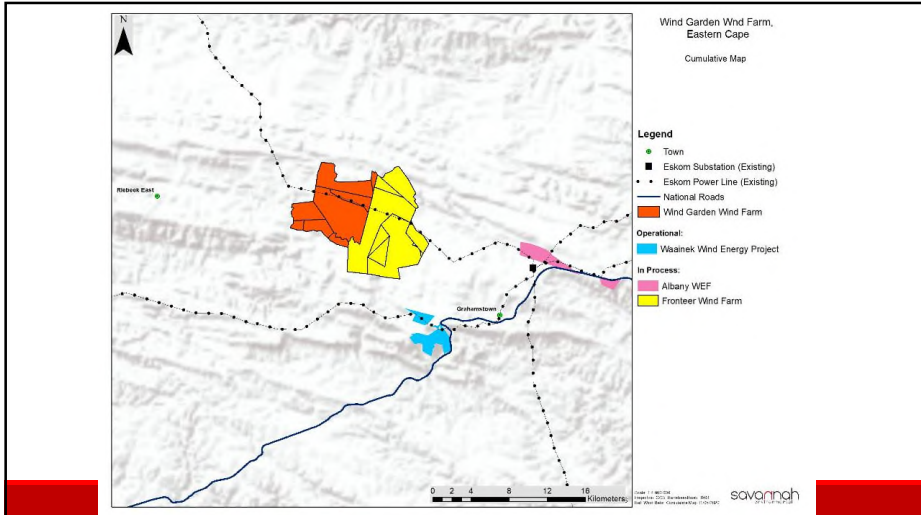 Wind Garden Wnd Farm,
Eastern Cape
Cumulative Map
N
Riebeek East
Grahamstown
Legend
Town
Eskom Substation (Existing)
Eskom Power Line (Existing)
National Roads
Wind Garden Wind Farm
Operational:
Waainek Wind Energy Project
In Process:
Albany WEF
Fronteer Wind Farm
0 2 4 8 12 16
Kilometers
savannah